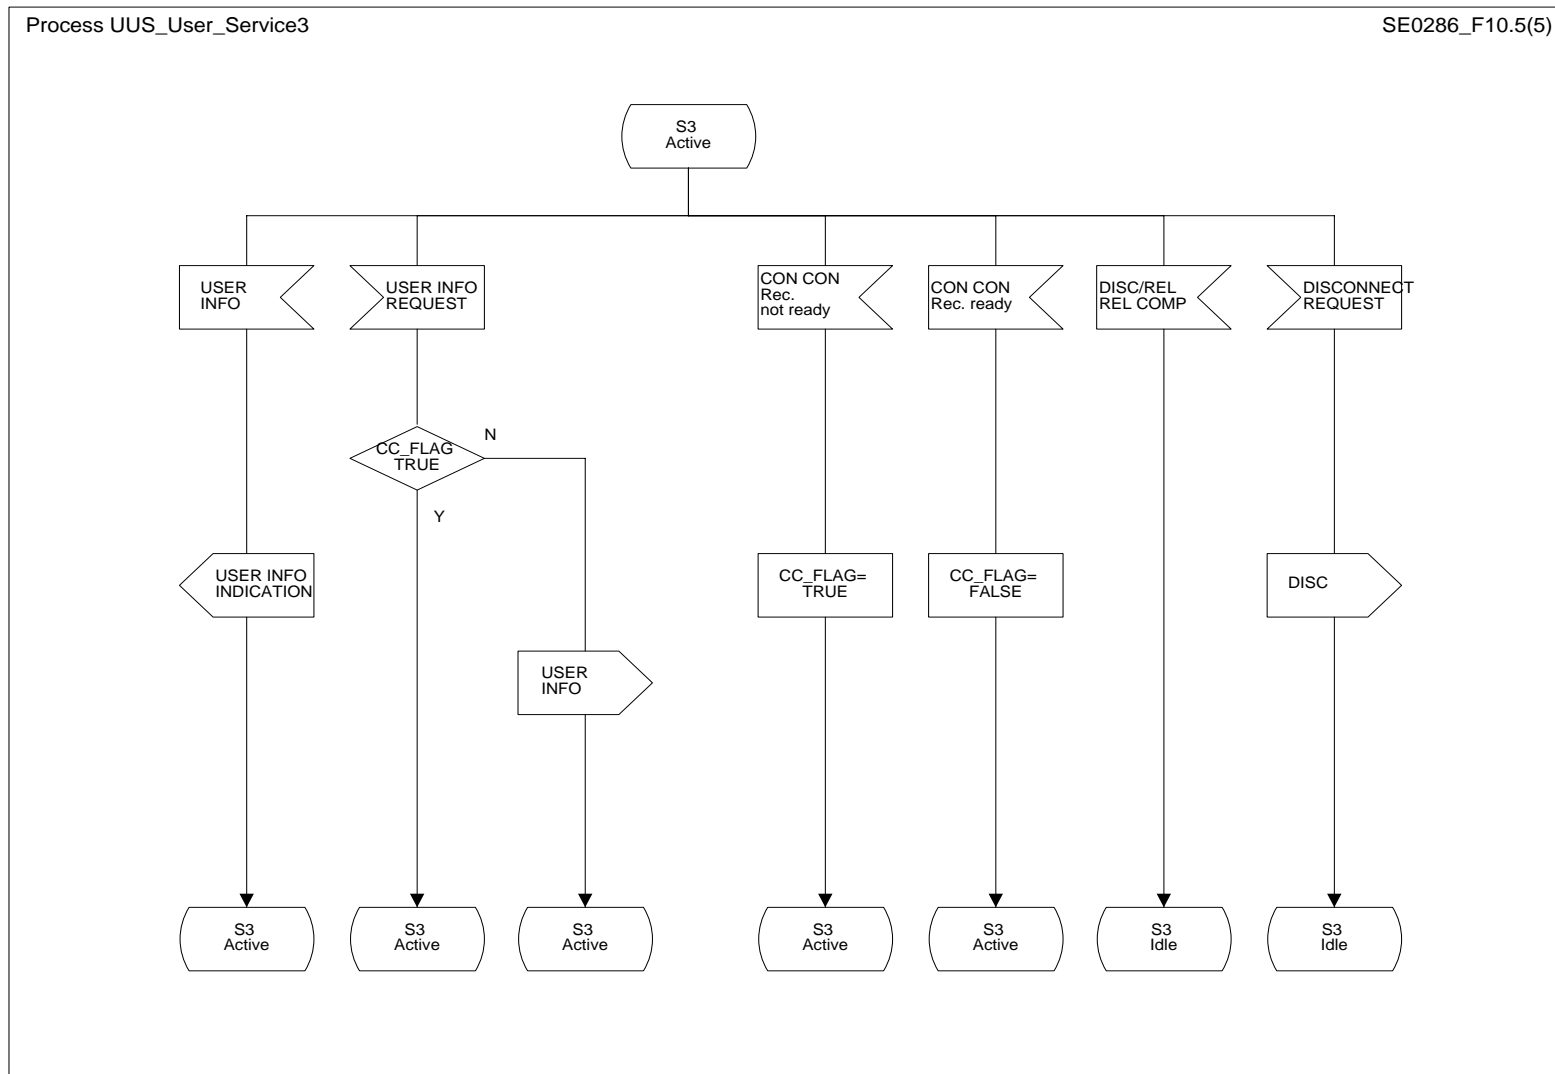 Process UUS_User_Service3
SE0286_F10.5(5)
S3
Active
USER
INFO
USER INFO
REQUEST
CON CON
Rec.
not ready
CON CON
Rec. ready
DISC/REL
REL COMP
DISCONNECT
REQUEST
CC_FLAG
TRUE
N
Y
USER INFO
INDICATION
CC_FLAG=
TRUE
CC_FLAG=
FALSE
DISC
USER
INFO
S3
Active
S3
Active
S3
Active
S3
Active
S3
Active
S3
Idle
S3
Idle